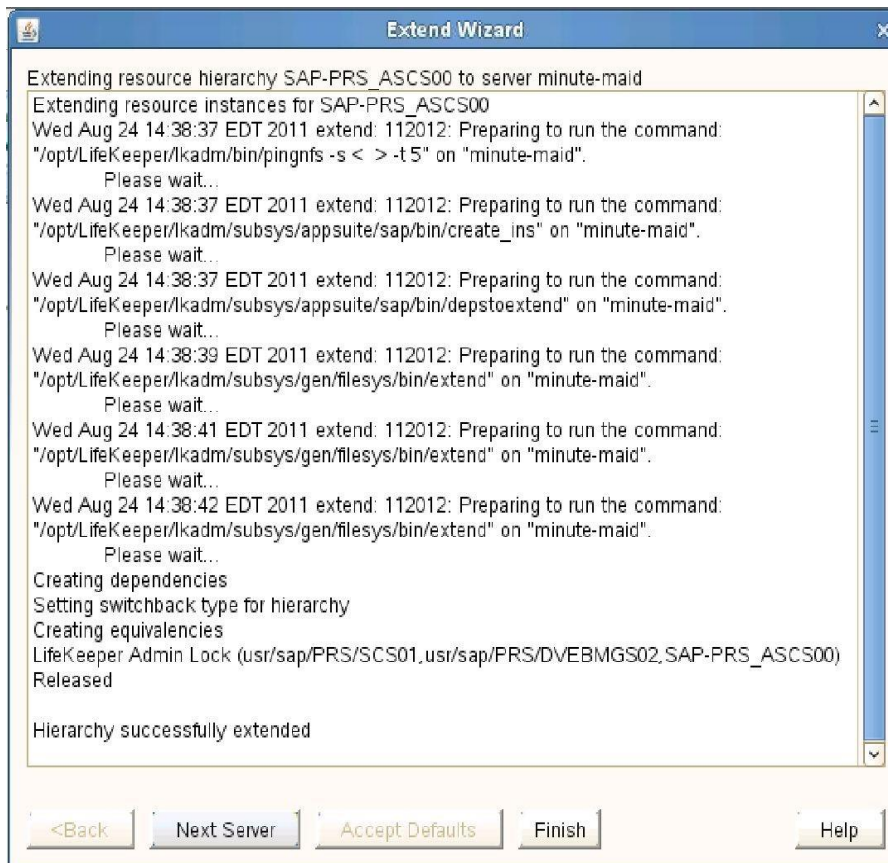 Extend Wizard
Extending resource hierarchy SAP-PRS_ASCS00 to server minute-maid
Extending resource instances for SAP-PRS_ASCS00
Wed Aug 24 14:38:37 EDT 2011 extend: 112012: Preparing to run the command:
"/opt/LifeKeeper/lkadm/bin/pingnfs -s < > -t 5" on "minute-maid".
Please wait...
Wed Aug 24 14:38:37 EDT 2011 extend: 112012: Preparing to run the command:
"/opt/LifeKeeper/lkadm/subsys/appsuite/sap/bin/create_ins" on "minute-maid".
Please wait...
Wed Aug 24 14:38:37 EDT 2011 extend: 112012: Preparing to run the command:
"/opt/LifeKeeper/lkadm/subsys/appsuite/sap/bin/depstoextend" on "minute-maid".
Please wait...
Wed Aug 24 14:38:39 EDT 2011 extend: 112012: Preparing to run the command:
"/opt/LifeKeeper/lkadm/subsys/gen/filesys/bin/extend" on "minute-maid".
Please wait...
Wed Aug 24 14:38:41 EDT 2011 extend: 112012: Preparing to run the command:
"/opt/LifeKeeper/lkadm/subsys/gen/filesys/bin/extend" on "minute-maid".
Please wait...
Wed Aug 24 14:38:42 EDT 2011 extend: 112012: Preparing to run the command:
"/opt/LifeKeeper/lkadm/subsys/gen/filesys/bin/extend" on "minute-maid".
Please wait...
Creating dependencies
Setting switchback type for hierarchy
Creating equivalencies
LifeKeeper Admin Lock (usr/sap/PRS/SCS01,usr/sap/PRS/DVEBMGS02,SAP-PRS_ASCS00)
Released
Hierarchy successfully extended
<Back Next Server Accept Defaults Finish Help